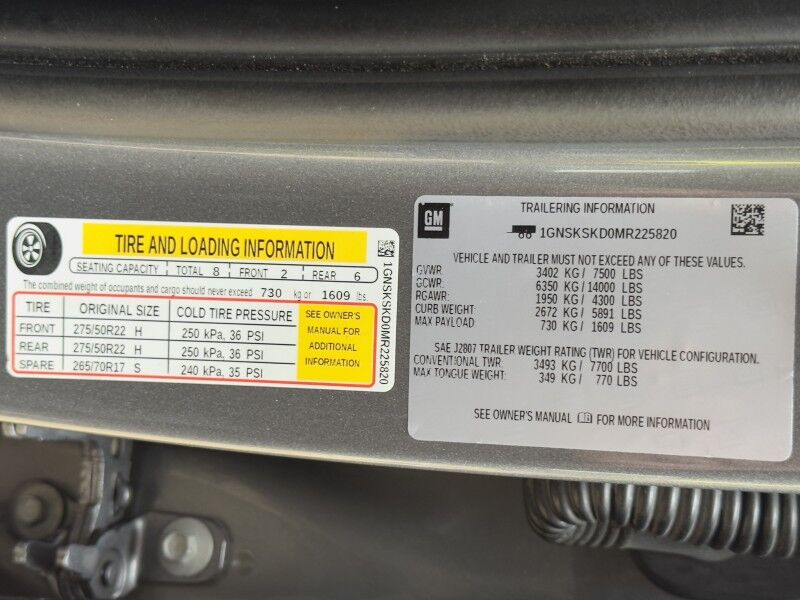 TIRE AND LOADING INFORMATION
SEATING CAPACITY TOTAL 8 FRONT 2 REAR 6
The combined weight of occupants and cargo should never exceed 730 kg or 1609 lbs.
TIRE ORIGINAL SIZE COLD TIRE PRESSURE
FRONT 275/50R22 H 250 kPa, 36 PSI
REAR 275/50R22 H 250 kPa, 36 PSI
SPARE 265/70R17 S 240 kPa, 35 PSI
SEE OWNER'S
MANUAL FOR
ADDITIONAL
INFORMATION
1GNSKSKD0MR225820
GM
TRAILERING INFORMATION
1GNSKSKD0MR225820
VEHICLE AND TRAILER MUST NOT EXCEED ANY OF THESE VALUES.
GVWR: 3402 KG / 7500 LBS
GCWR: 6350 KG / 14000 LBS
RGAWR: 1950 KG / 4300 LBS
CURB WEIGHT: 2672 KG / 5891 LBS
MAX PAYLOAD: 730 KG / 1609 LBS
SAE J2807 TRAILER WEIGHT RATING (TWR) FOR VEHICLE CONFIGURATION.
CONVENTIONAL TWR: 3493 KG / 7700 LBS
MAX TONGUE WEIGHT: 349 KG / 770 LBS
SEE OWNER'S MANUAL FOR MORE INFORMATION